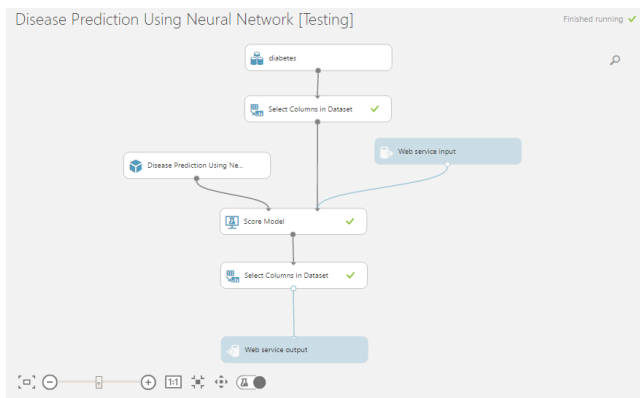 Disease Prediction Using Neural Network [Testing]
Finished running
diabetes
Select Columns in Dataset
Web service input
Disease Prediction Using Ne...
Score Model
Select Columns in Dataset
Web service output
1:1